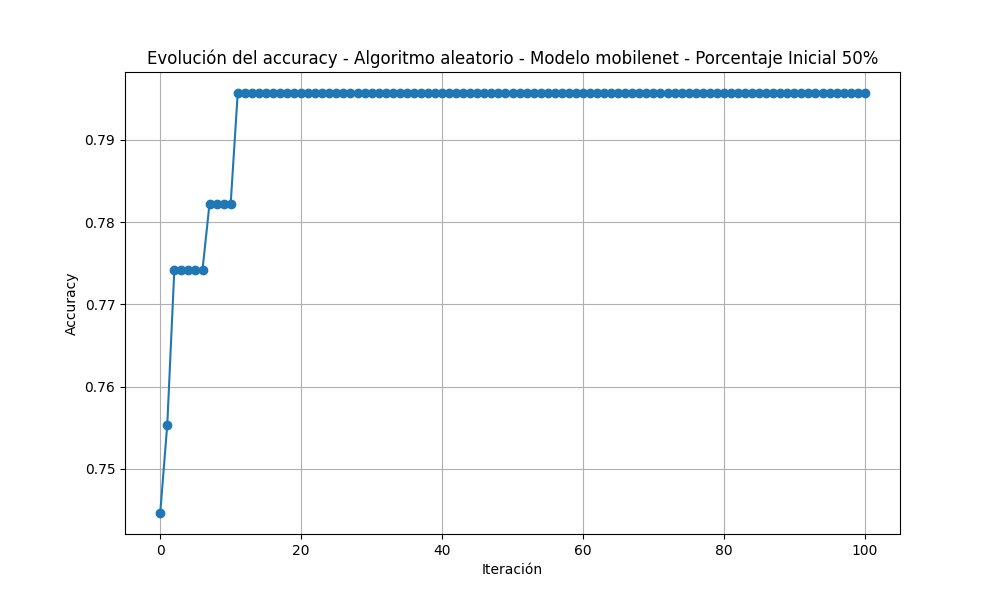 Evolución del accuracy - Algoritmo aleatorio - Modelo mobilenet - Porcentaje Inicial 50%
0.79
0.78
0.77
0.76
0.75
Accuracy
0 20 40 60 80 100
Iteración